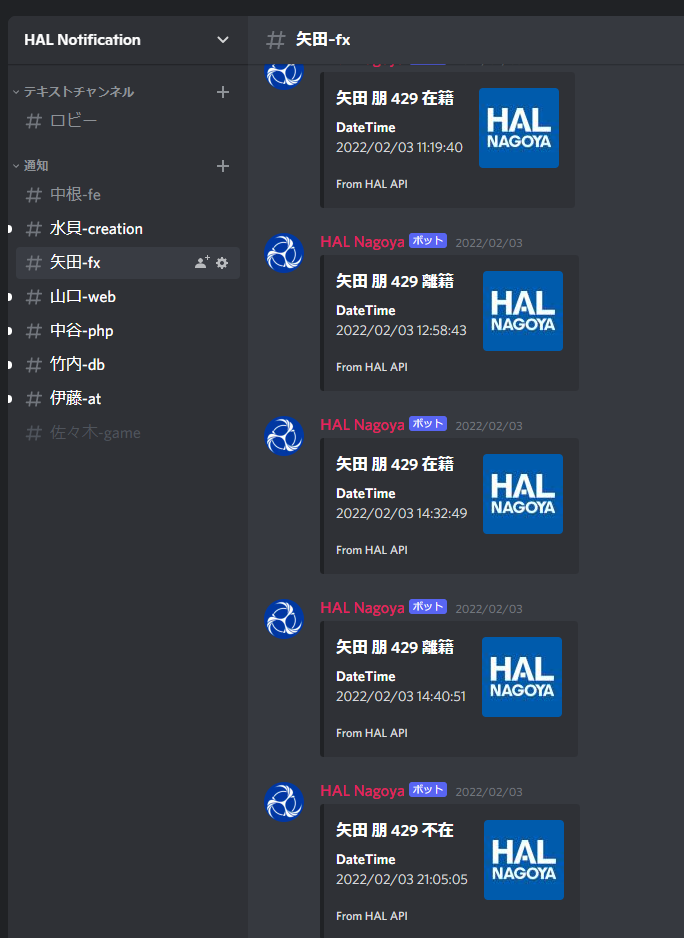 HAL Notification
テキストチャンネル
ロビー
通知
中根-fe
水貝-creation
矢田-fx
山口-web
中谷-php
竹内-db
伊藤-at
佐々木-game
矢田-fx
矢田 朋 429 在籍
DateTime
2022/02/03 11:19:40
From HAL API
HAL NAGOYA
HAL Nagoya ボット 2022/02/03
矢田 朋 429 離籍
DateTime
2022/02/03 12:58:43
From HAL API
HAL NAGOYA
HAL Nagoya ボット 2022/02/03
矢田 朋 429 在籍
DateTime
2022/02/03 14:32:49
From HAL API
HAL NAGOYA
HAL Nagoya ボット 2022/02/03
矢田 朋 429 離籍
DateTime
2022/02/03 14:40:51
From HAL API
HAL NAGOYA
HAL Nagoya ボット 2022/02/03
矢田 朋 429 不在
DateTime
2022/02/03 21:05:05
From HAL API
HAL NAGOYA